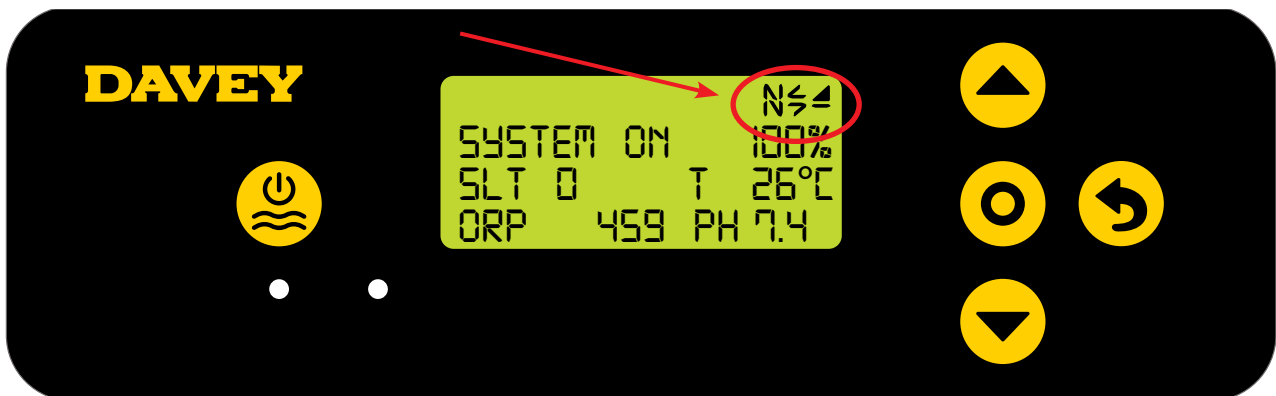 DAVEY
N
SYSTEM ON 100%
SLT 0 T 26°C
ORP 459 PH 7.4